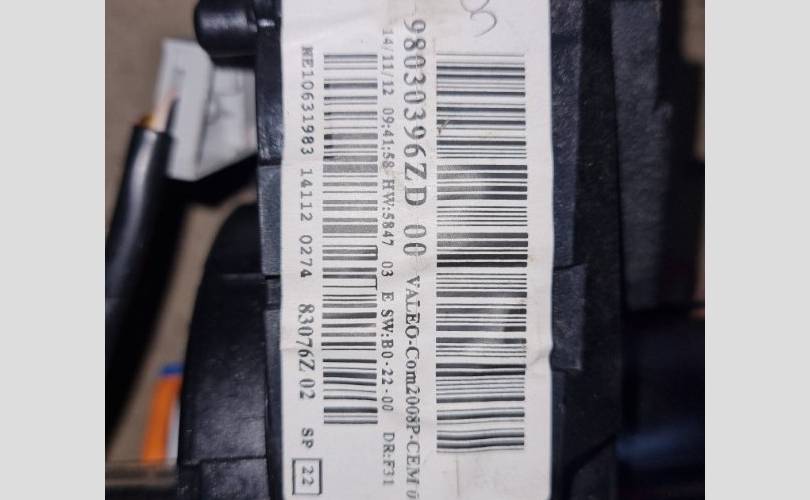 98030396ZD 00 VALEO-Com2008P-CEM
14/11/12 09:41:58 HW:5847 03 E SW:B0-22-00 DR:F31
NE10631983 14112 0274 83076Z 02 SP 22